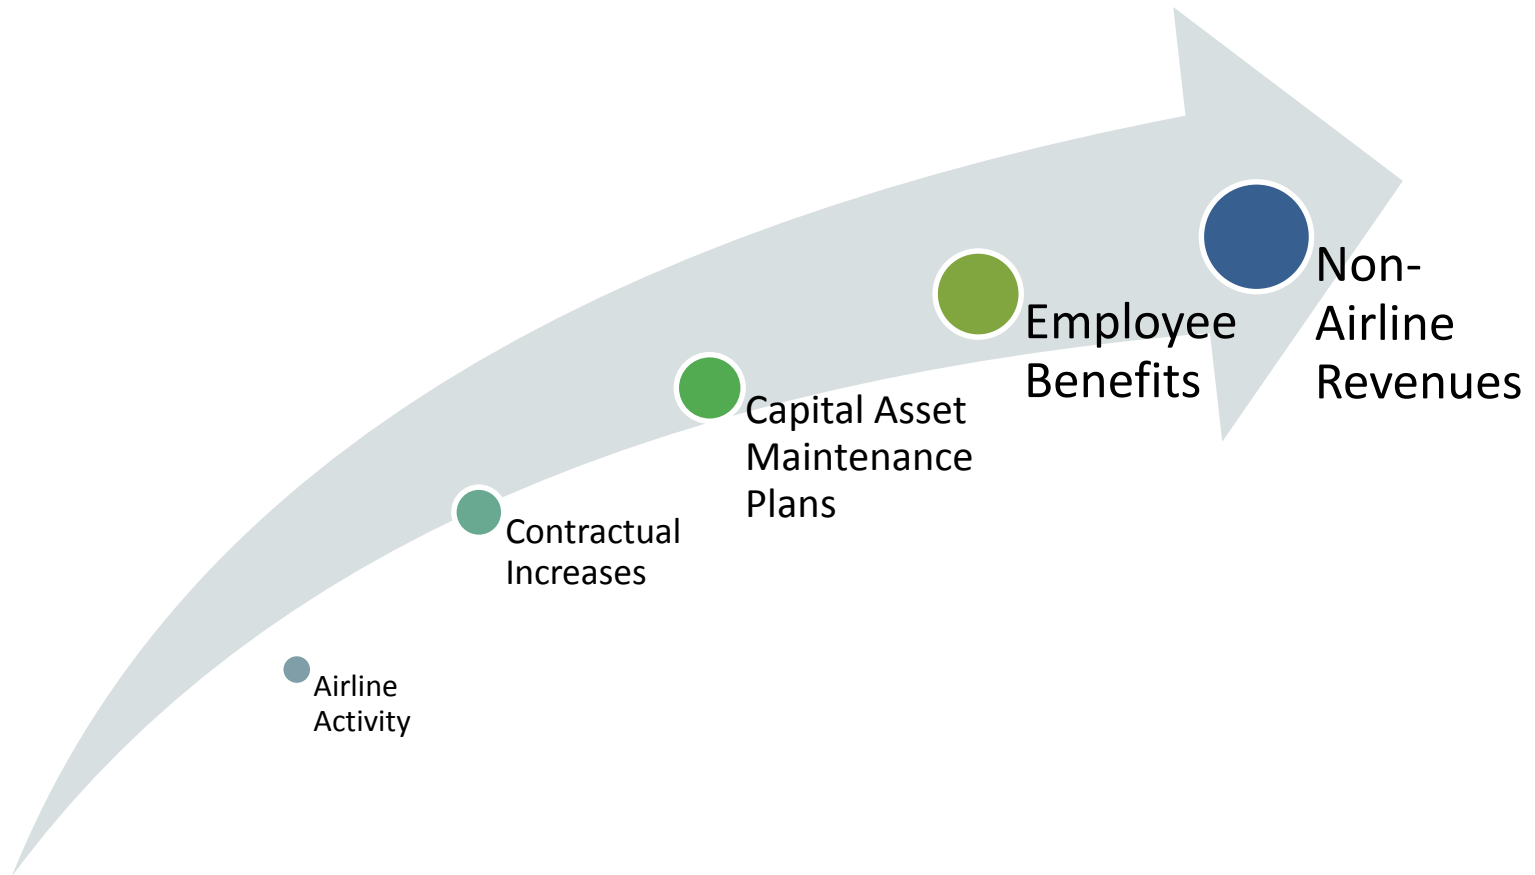 Non-
Airline
Revenues
Employee
Benefits
Capital Asset
Maintenance
Plans
Contractual
Increases
Airline
Activity